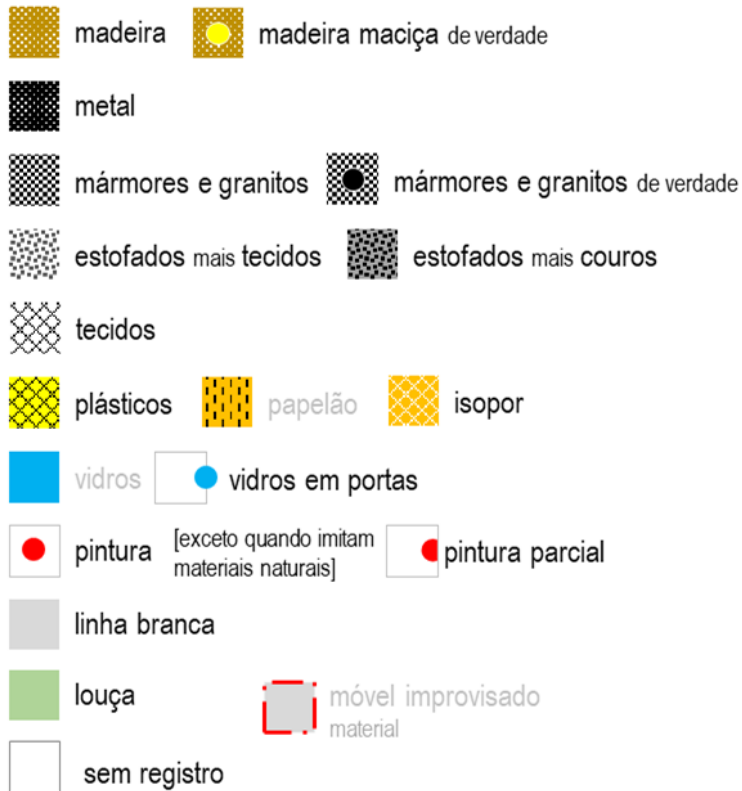 madeira madeira maciça de verdade
metal
mármores e granitos mármores e granitos de verdade
estofados mais tecidos estofados mais couros
tecidos
plásticos papelão isopor
vidros vidros em portas
pintura [exceto quando imitam materiais naturais] pintura parcial
linha branca
louça móvel improvisado
material
sem registro